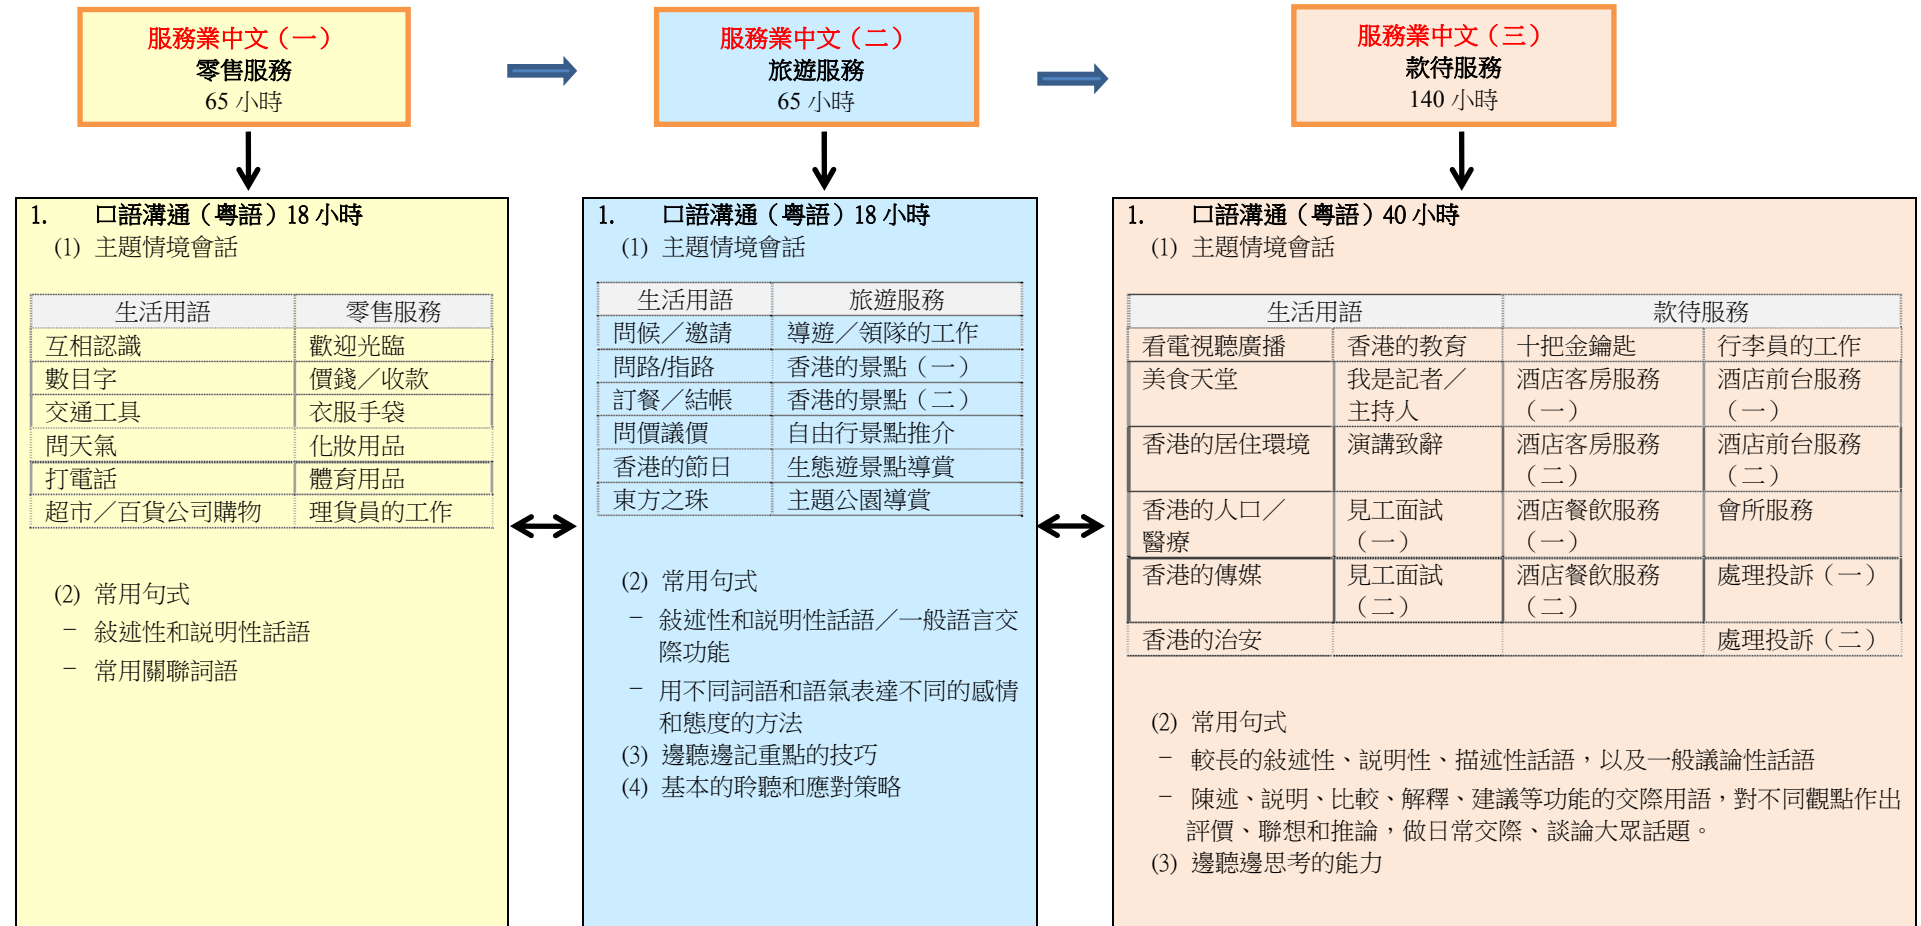 服務業中文（一）
零售服務
65 小時
服務業中文（二）
旅遊服務
65 小時
服務業中文（三）
款待服務
140 小時
1. 口語溝通（粵語）18 小時
(1) 主題情境會話
生活用語 零售服務
互相認識 歡迎光臨
數目字 價錢／收款
交通工具 衣服手袋
問天氣 化妝用品
打電話 體育用品
超市／百貨公司購物 理貨員的工作
(2) 常用句式
– 敍述性和説明性話語
– 常用關聯詞語
1. 口語溝通（粵語）18 小時
(1) 主題情境會話
生活用語 旅遊服務
問候／邀請 導遊／領隊的工作
問路/指路 香港的景點（一）
訂餐／結帳 香港的景點（二）
問價議價 自由行景點推介
香港的節日 生態遊景點導賞
東方之珠 主題公園導賞
(2) 常用句式
– 敍述性和説明性話語／一般語言交
際功能
– 用不同詞語和語氣表達不同的感情
和態度的方法
(3) 邊聽邊記重點的技巧
(4) 基本的聆聽和應對策略
1. 口語溝通（粵語）40 小時
(1) 主題情境會話
生活用語 款待服務
看電視聽廣播 香港的教育 十把金鑰匙 行李員的工作
美食天堂 我是記者／ 酒店客房服務 酒店前台服務
主持人 （一） （一）
香港的居住環境 演講致辭 酒店客房服務 酒店前台服務
（二） （二）
香港的人口／ 見工面試 酒店餐飲服務 會所服務
醫療 （一） （一）
香港的傳媒 見工面試 酒店餐飲服務 處理投訴（一）
（二） （二）
香港的治安 處理投訴（二）
(2) 常用句式
– 較長的敍述性、説明性、描述性話語，以及一般議論性話語
– 陳述、説明、比較、解釋、建議等功能的交際用語，對不同觀點作出
評價、聯想和推論，做日常交際、談論大眾話題。
(3) 邊聽邊思考的能力